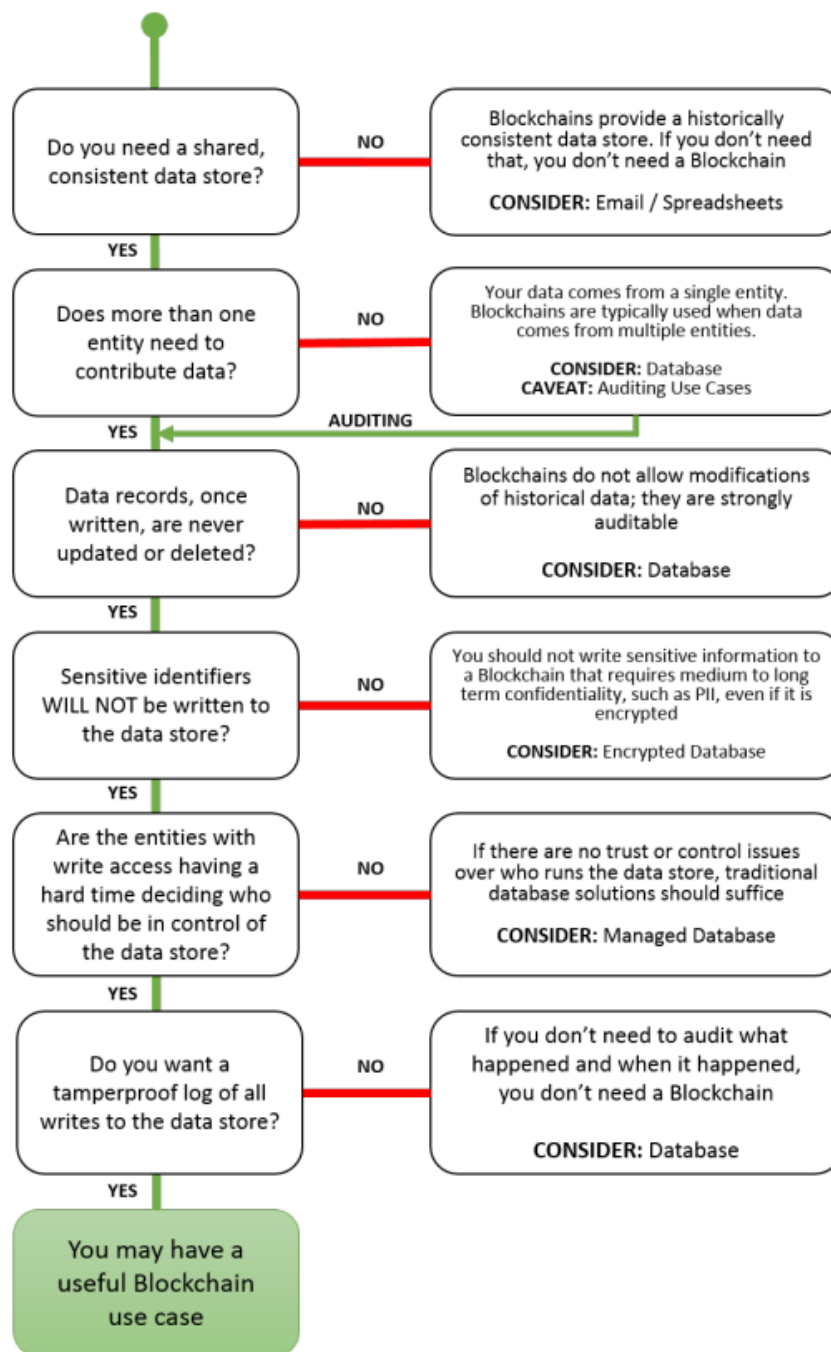 Do you need a shared,
consistent data store?
NO
Blockchains provide a historically
consistent data store. If you don’t need
that, you don’t need a Blockchain
CONSIDER: Email / Spreadsheets
YES
Does more than one
entity need to
contribute data?
NO
Your data comes from a single entity.
Blockchains are typically used when data
comes from multiple entities.
CONSIDER: Database
CAVEAT: Auditing Use Cases
YES
AUDITING
Data records, once
written, are never
updated or deleted?
NO
Blockchains do not allow modifications
of historical data; they are strongly
auditable
CONSIDER: Database
YES
Sensitive identifiers
WILL NOT be written to
the data store?
NO
You should not write sensitive information to
a Blockchain that requires medium to long
term confidentiality, such as PII, even if it is
encrypted
CONSIDER: Encrypted Database
YES
Are the entities with
write access having a
hard time deciding who
should be in control of
the data store?
NO
If there are no trust or control issues
over who runs the data store, traditional
database solutions should suffice
CONSIDER: Managed Database
YES
Do you want a
tamperproof log of all
writes to the data store?
NO
If you don’t need to audit what
happened and when it happened,
you don’t need a Blockchain
CONSIDER: Database
YES
You may have a
useful Blockchain
use case